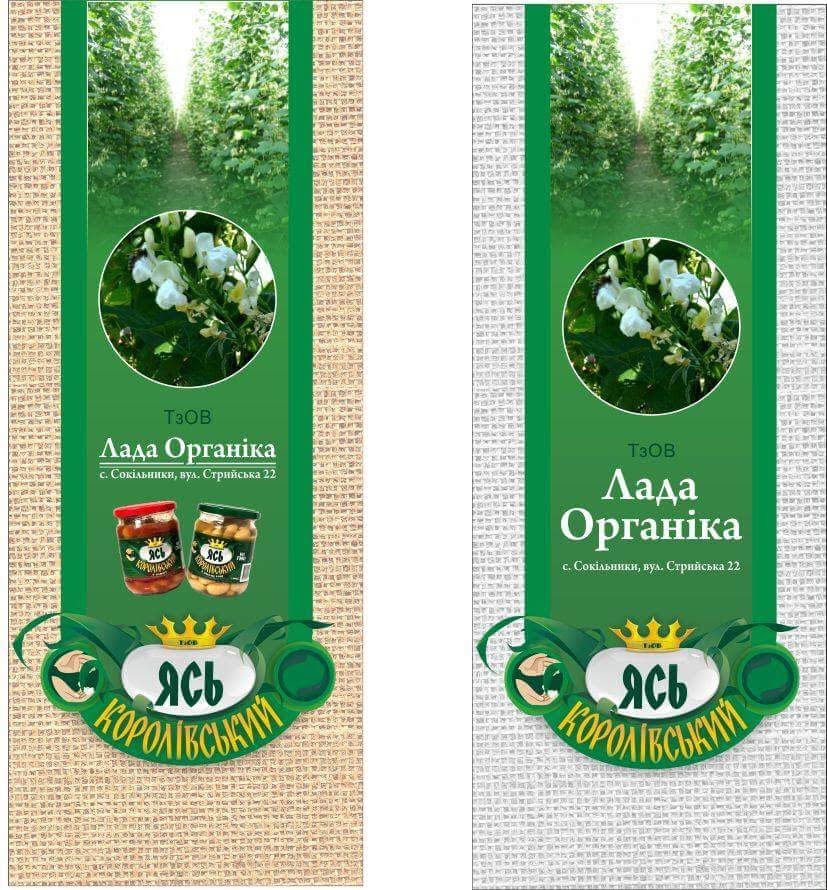 ТзОВ
Лада Органіка
с. Сокільники, вул. Стрийська 22
ЯСЬ
КОРОЛІВСЬКИЙ
ЯСЬ
КОРОЛІВСЬКИЙ
ТзОВ
ЯСЬ
КОРОЛІВСЬКИЙ
ТзОВ
Лада
Органіка
с. Сокільники, вул. Стрийська 22
ТзОВ
ЯСЬ
КОРОЛІВСЬКИЙ